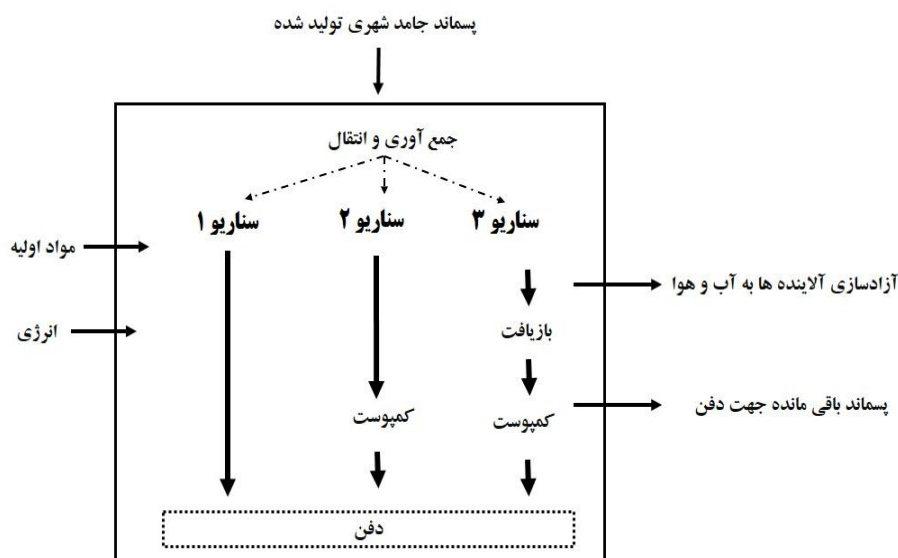 پسماند جامد شهری تولید شده
جمع آوری و انتقال
سناریو ۳
سناریو ۲
سناریو ۱
مواد اولیه
آزادسازی آلاینده ها به آب و هوا
انرژی
بازیافت
پسماند باقی مانده جهت دفن
کمپوست
کمپوست
دفن